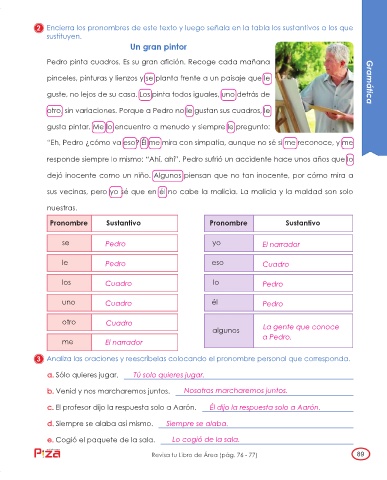 2 Encierra los pronombres de este texto y luego señala en la tabla los sustantivos a los que
sustituyen.
Un gran pintor
Pedro pinta cuadros. Es su gran afición. Recoge cada mañana
pinceles, pinturas y lienzos y se planta frente a un paisaje que le
guste, no lejos de su casa. Los pinta todos iguales, uno detrás de
otro, sin variaciones. Porque a Pedro no le gustan sus cuadros, le
gusta pintar. Me lo encuentro a menudo y siempre le pregunto:
"Eh, Pedro ¿cómo va eso? Él me mira con simpatía, aunque no sé si me reconoce, y me
responde siempre lo mismo: "Ahí, ahí". Pedro sufrió un accidente hace unos años que lo
dejó inocente como un niño. Algunos piensan que no tan inocente, por cómo mira a
sus vecinas, pero yo sé que en él no cabe la malicia. La malicia y la maldad son solo
nuestras.
Gramática
Pronombre Sustantivo
se Pedro
le Pedro
los Cuadro
uno Cuadro
otro Cuadro
me El narrador
Pronombre Sustantivo
yo El narrador
eso Cuadro
lo Pedro
él Pedro
algunos La gente que conoce
a Pedro.
3 Analiza las oraciones y reescríbelas colocando el pronombre personal que corresponda.
a. Sólo quieres jugar. Tú solo quieres jugar.
b. Venid y nos marcharemos juntos. Nosotros marcharemos juntos.
c. El profesor dijo la respuesta solo a Aarón. Él dijo la respuesta solo a Aarón.
d. Siempre se alaba así mismo. Siempre se alaba.
e. Cogió el paquete de la sala. Lo cogió de la sala.
Revisa tu Libro de Área (pág. 76 - 77)
89